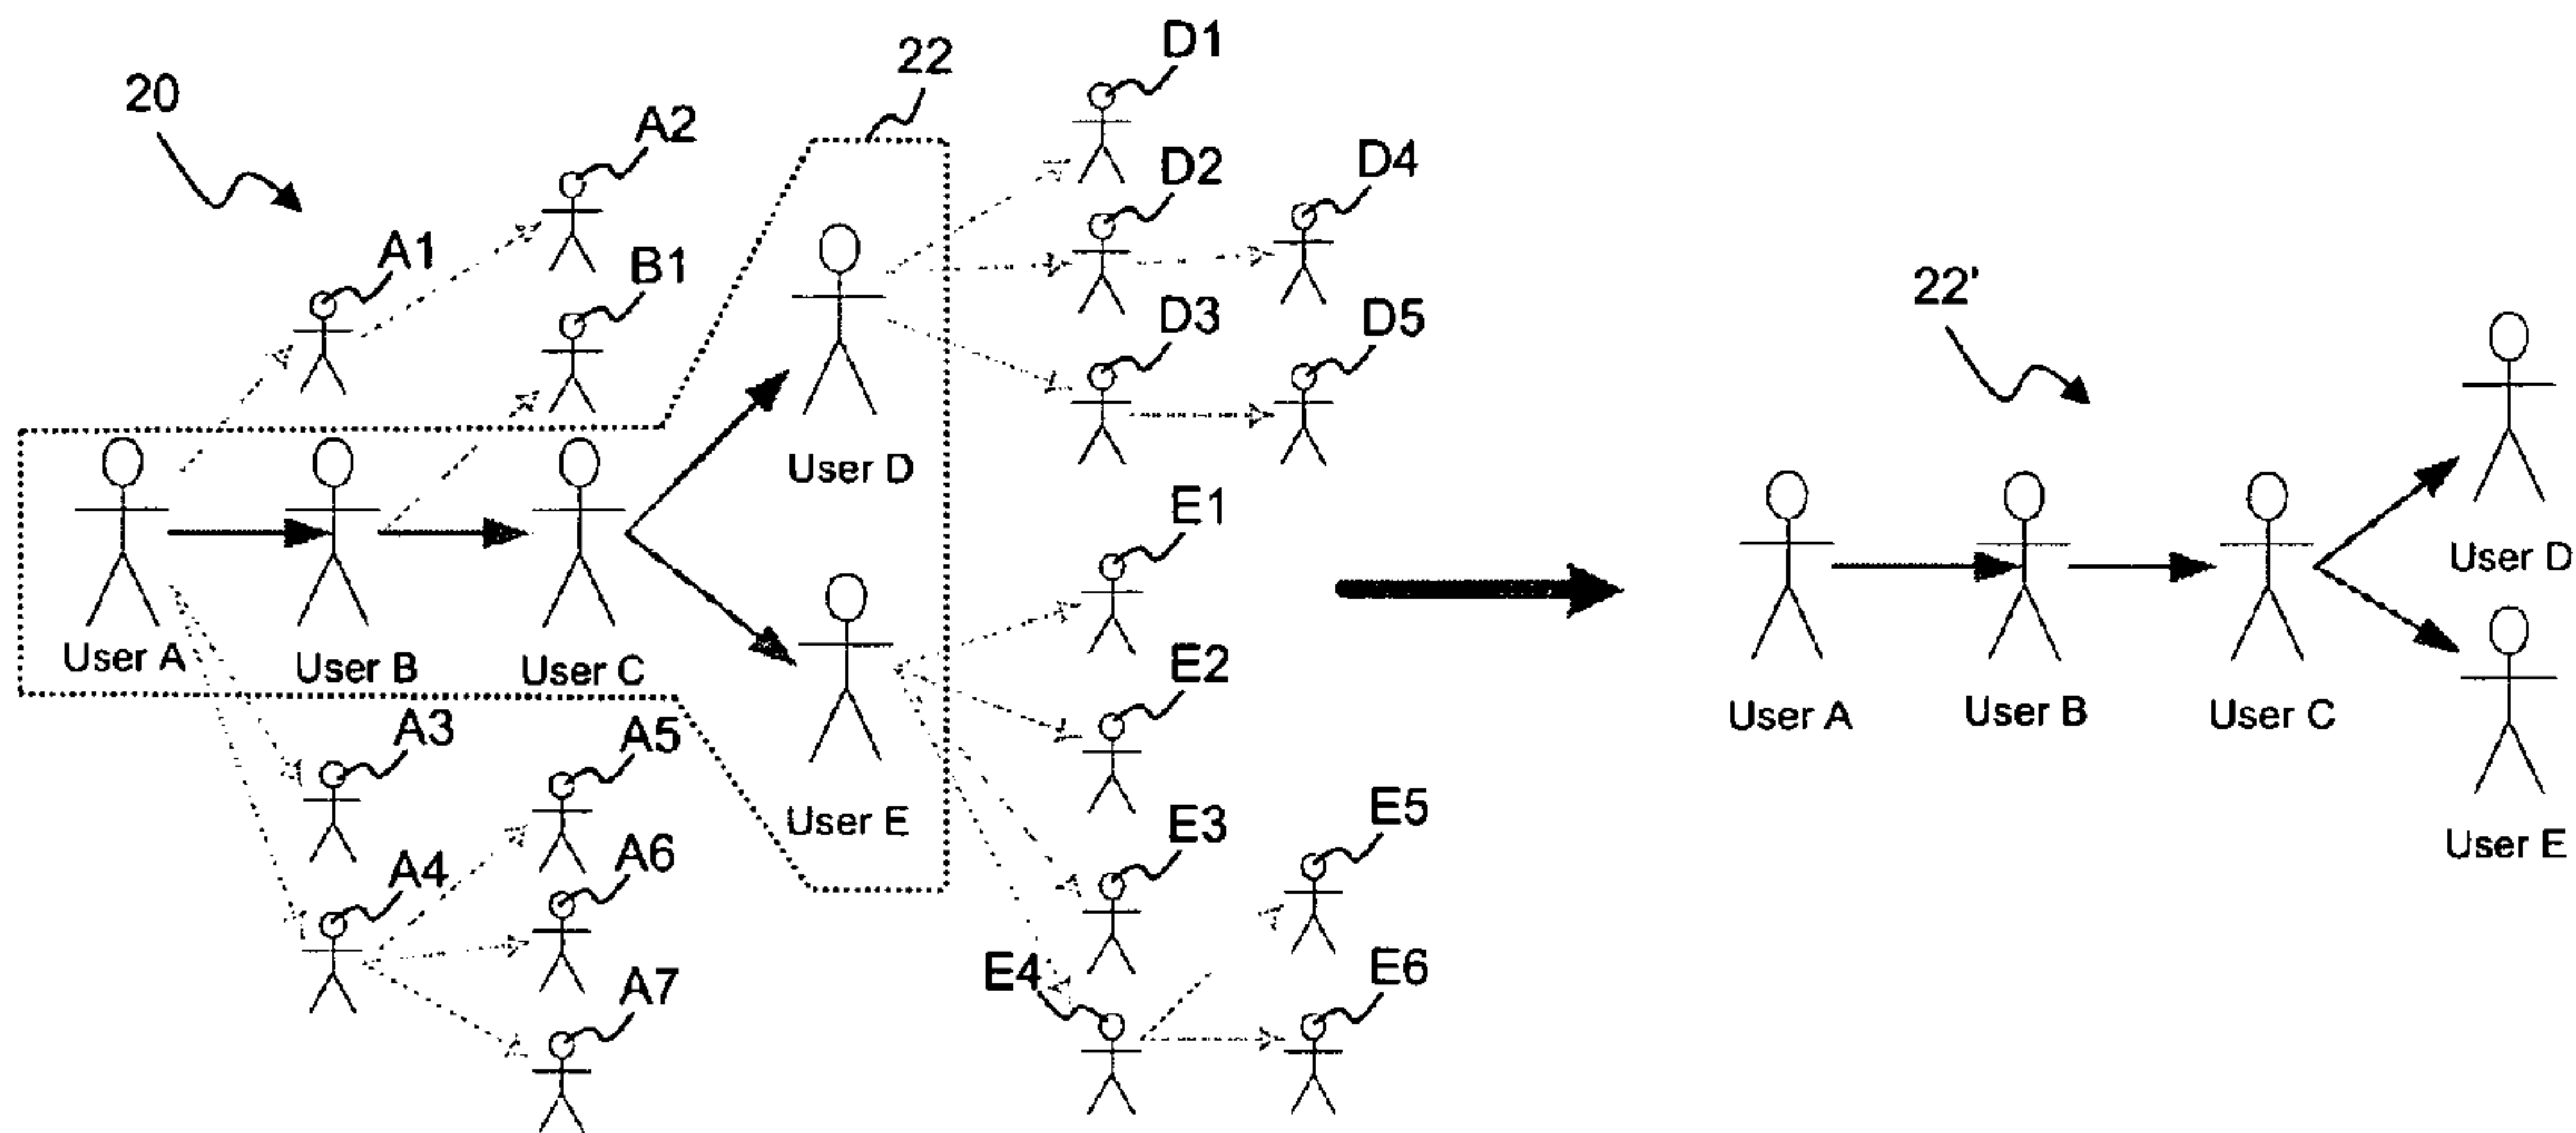 D1
22
20
A2
D2
D4
A1
B1
22'
D3
D5
User D
E1
User D
User A
User B
User C
E2
User A
User B
User C
A3
A5
E5
User E
E3
User E
A6
A4
E4
E6
A7